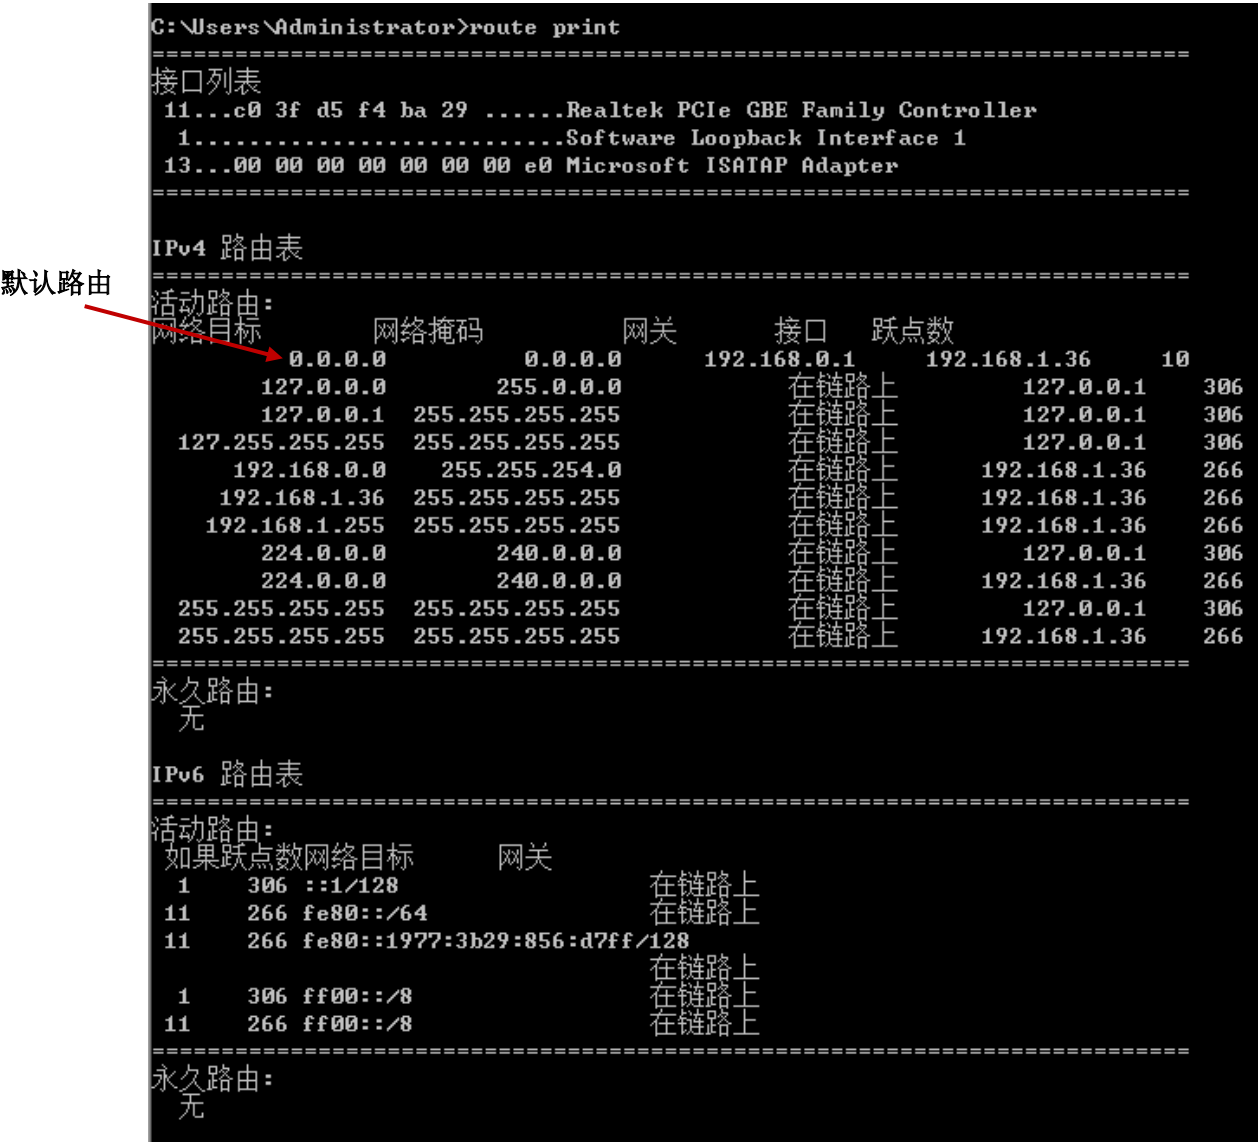 C:\Users\Administrator>route print
===========================================================================
接口列表
11...c0 3f d5 f4 ba 29 ......Realtek PCIe GBE Family Controller
1...........................Software Loopback Interface 1
13...00 00 00 00 00 00 00 e0 Microsoft ISATAP Adapter
===========================================================================
IPv4 路由表
===========================================================================
默认路由
活动路由:
网络目标 网络掩码 网关 接口 跃点数
0.0.0.0 0.0.0.0 192.168.0.1 192.168.1.36 10
127.0.0.0 255.0.0.0 在链路上 127.0.0.1 306
127.0.0.1 255.255.255.255 在链路上 127.0.0.1 306
127.255.255.255 255.255.255.255 在链路上 127.0.0.1 306
192.168.0.0 255.255.254.0 在链路上 192.168.1.36 266
192.168.1.36 255.255.255.255 在链路上 192.168.1.36 266
192.168.1.255 255.255.255.255 在链路上 192.168.1.36 266
224.0.0.0 240.0.0.0 在链路上 127.0.0.1 306
224.0.0.0 240.0.0.0 在链路上 192.168.1.36 266
255.255.255.255 255.255.255.255 在链路上 127.0.0.1 306
255.255.255.255 255.255.255.255 在链路上 192.168.1.36 266
===========================================================================
永久路由:
无
IPv6 路由表
===========================================================================
活动路由:
如果跃点数网络目标 网关
1 306 ::1/128 在链路上
11 266 fe80::/64 在链路上
11 266 fe80::1977:3b29:856:d7ff/128
在链路上
1 306 ff00::/8 在链路上
11 266 ff00::/8 在链路上
===========================================================================
永久路由:
无